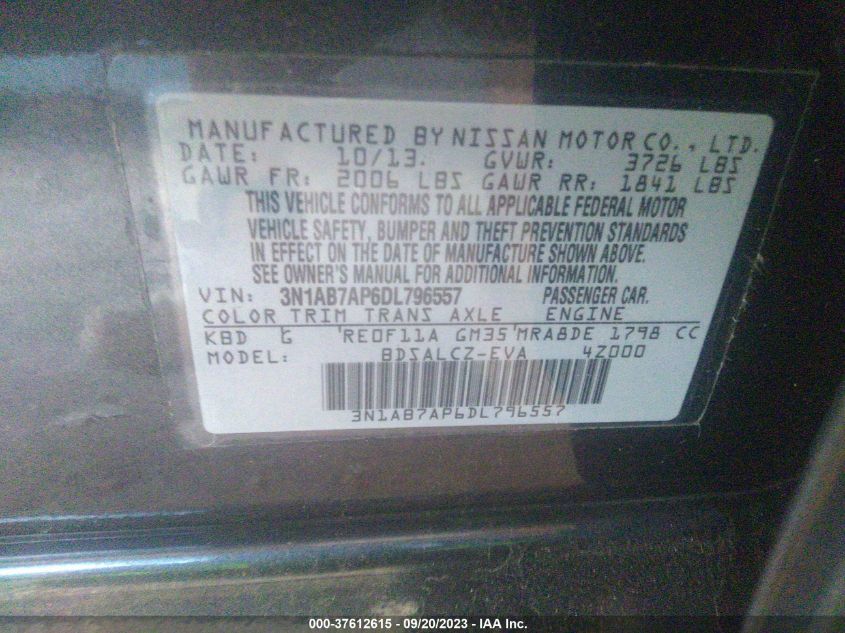 MANUFACTURED BY NISSAN MOTOR CO., LTD.
DATE: 10/13. GVWR: 3726 LBS
GAWR FR: 2006 LBS GAWR RR: 1841 LBS
THIS VEHICLE CONFORMS TO ALL APPLICABLE FEDERAL MOTOR
VEHICLE SAFETY, BUMPER AND THEFT PREVENTION STANDARDS
IN EFFECT ON THE DATE OF MANUFACTURE SHOWN ABOVE.
SEE OWNER'S MANUAL FOR ADDITIONAL INFORMATION.
VIN: 3N1AB7AP6DL796557 PASSENGER CAR.
COLOR TRIM TRANS AXLE ENGINE
KBD G 'RE0F11A GM35'MRA8DE 1798 CC
MODEL: BDSALCZ-EVA 4Z000
3N1AB7AP6DL796557
000-37612615 - 09/20/2023 - IAA Inc.